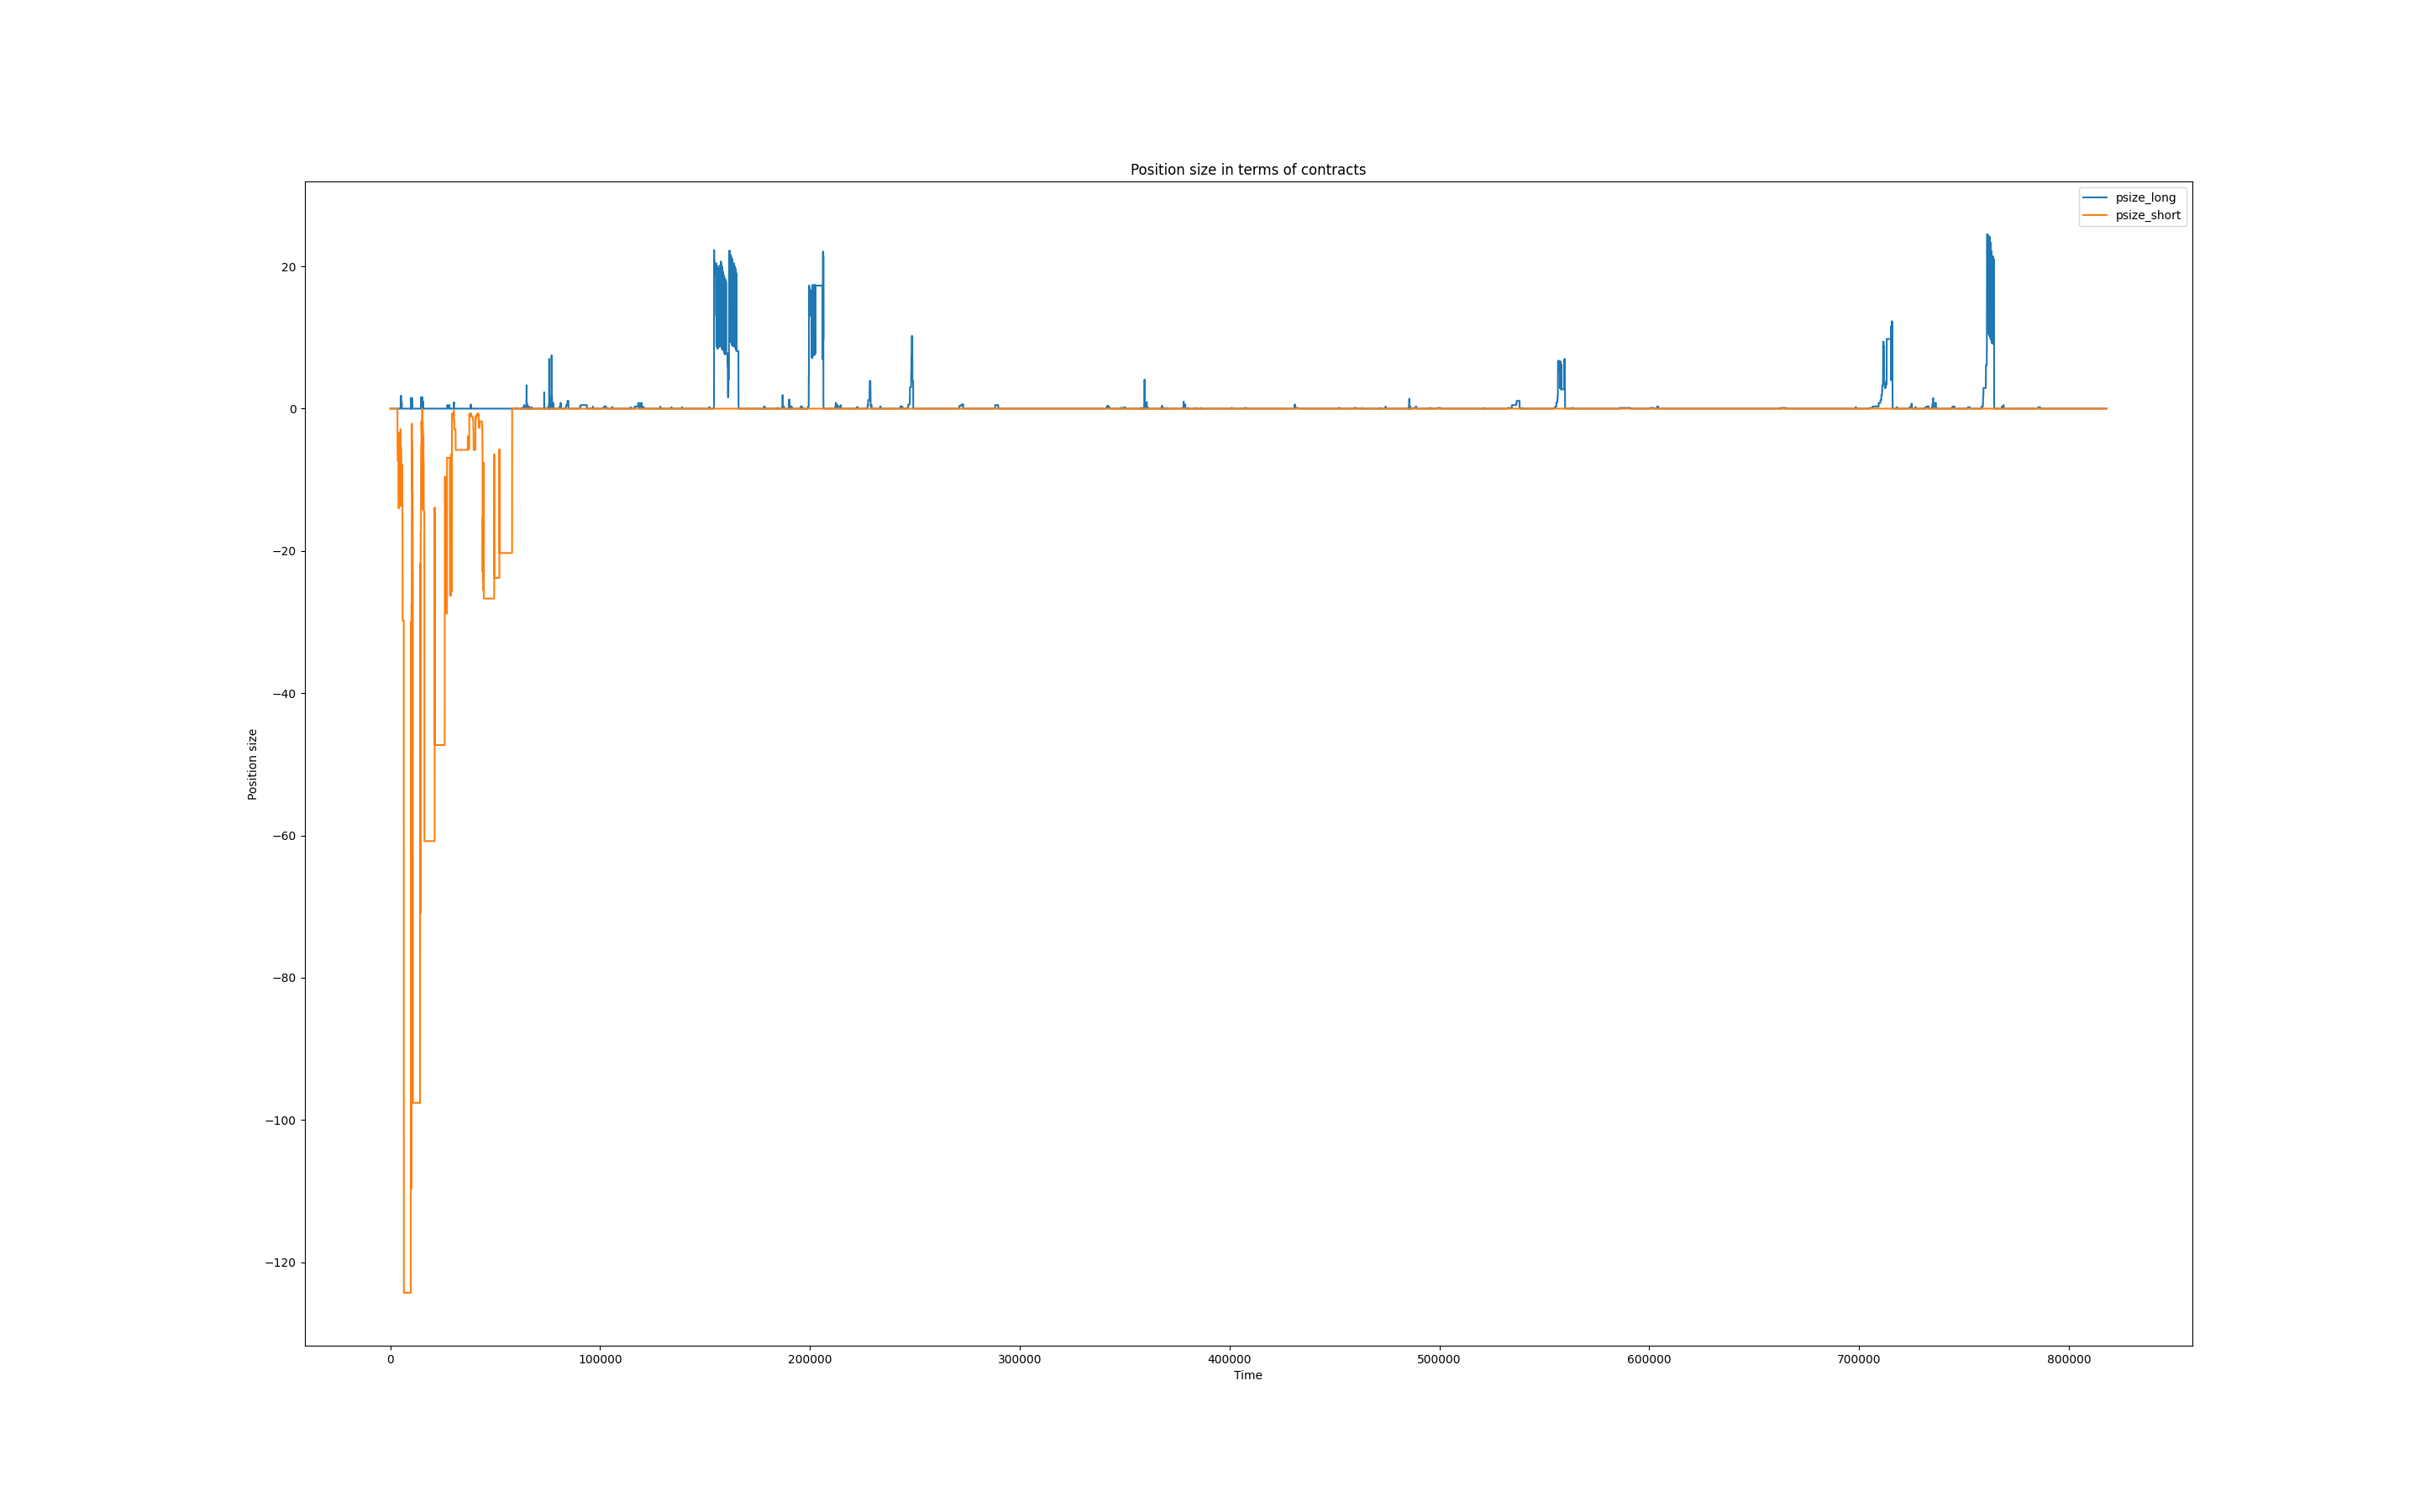 Position size in terms of contracts
psize_long
psize_short
20
0
−20
−40
−60
−80
−100
−120
Position size
0 100000 200000 300000 400000 500000 600000 700000 800000
Time